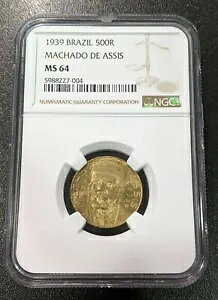 1939 BRAZIL 500R
MACHADO DE ASSIS
MS 64
5988227-004
NUMISMATIC GUARANTY CORPORATION
NGC